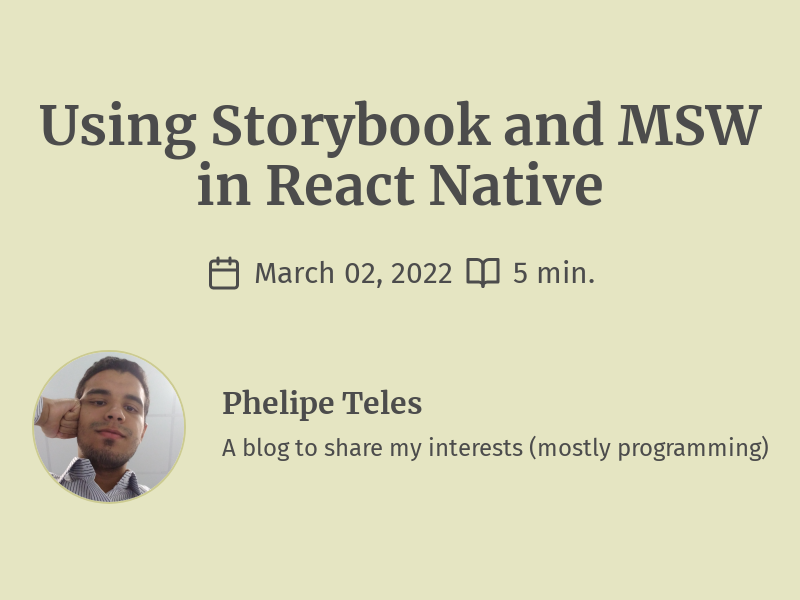 Using Storybook and MSW
in React Native
March 02, 2022 5 min.
Phelipe Teles
A blog to share my interests (mostly programming)